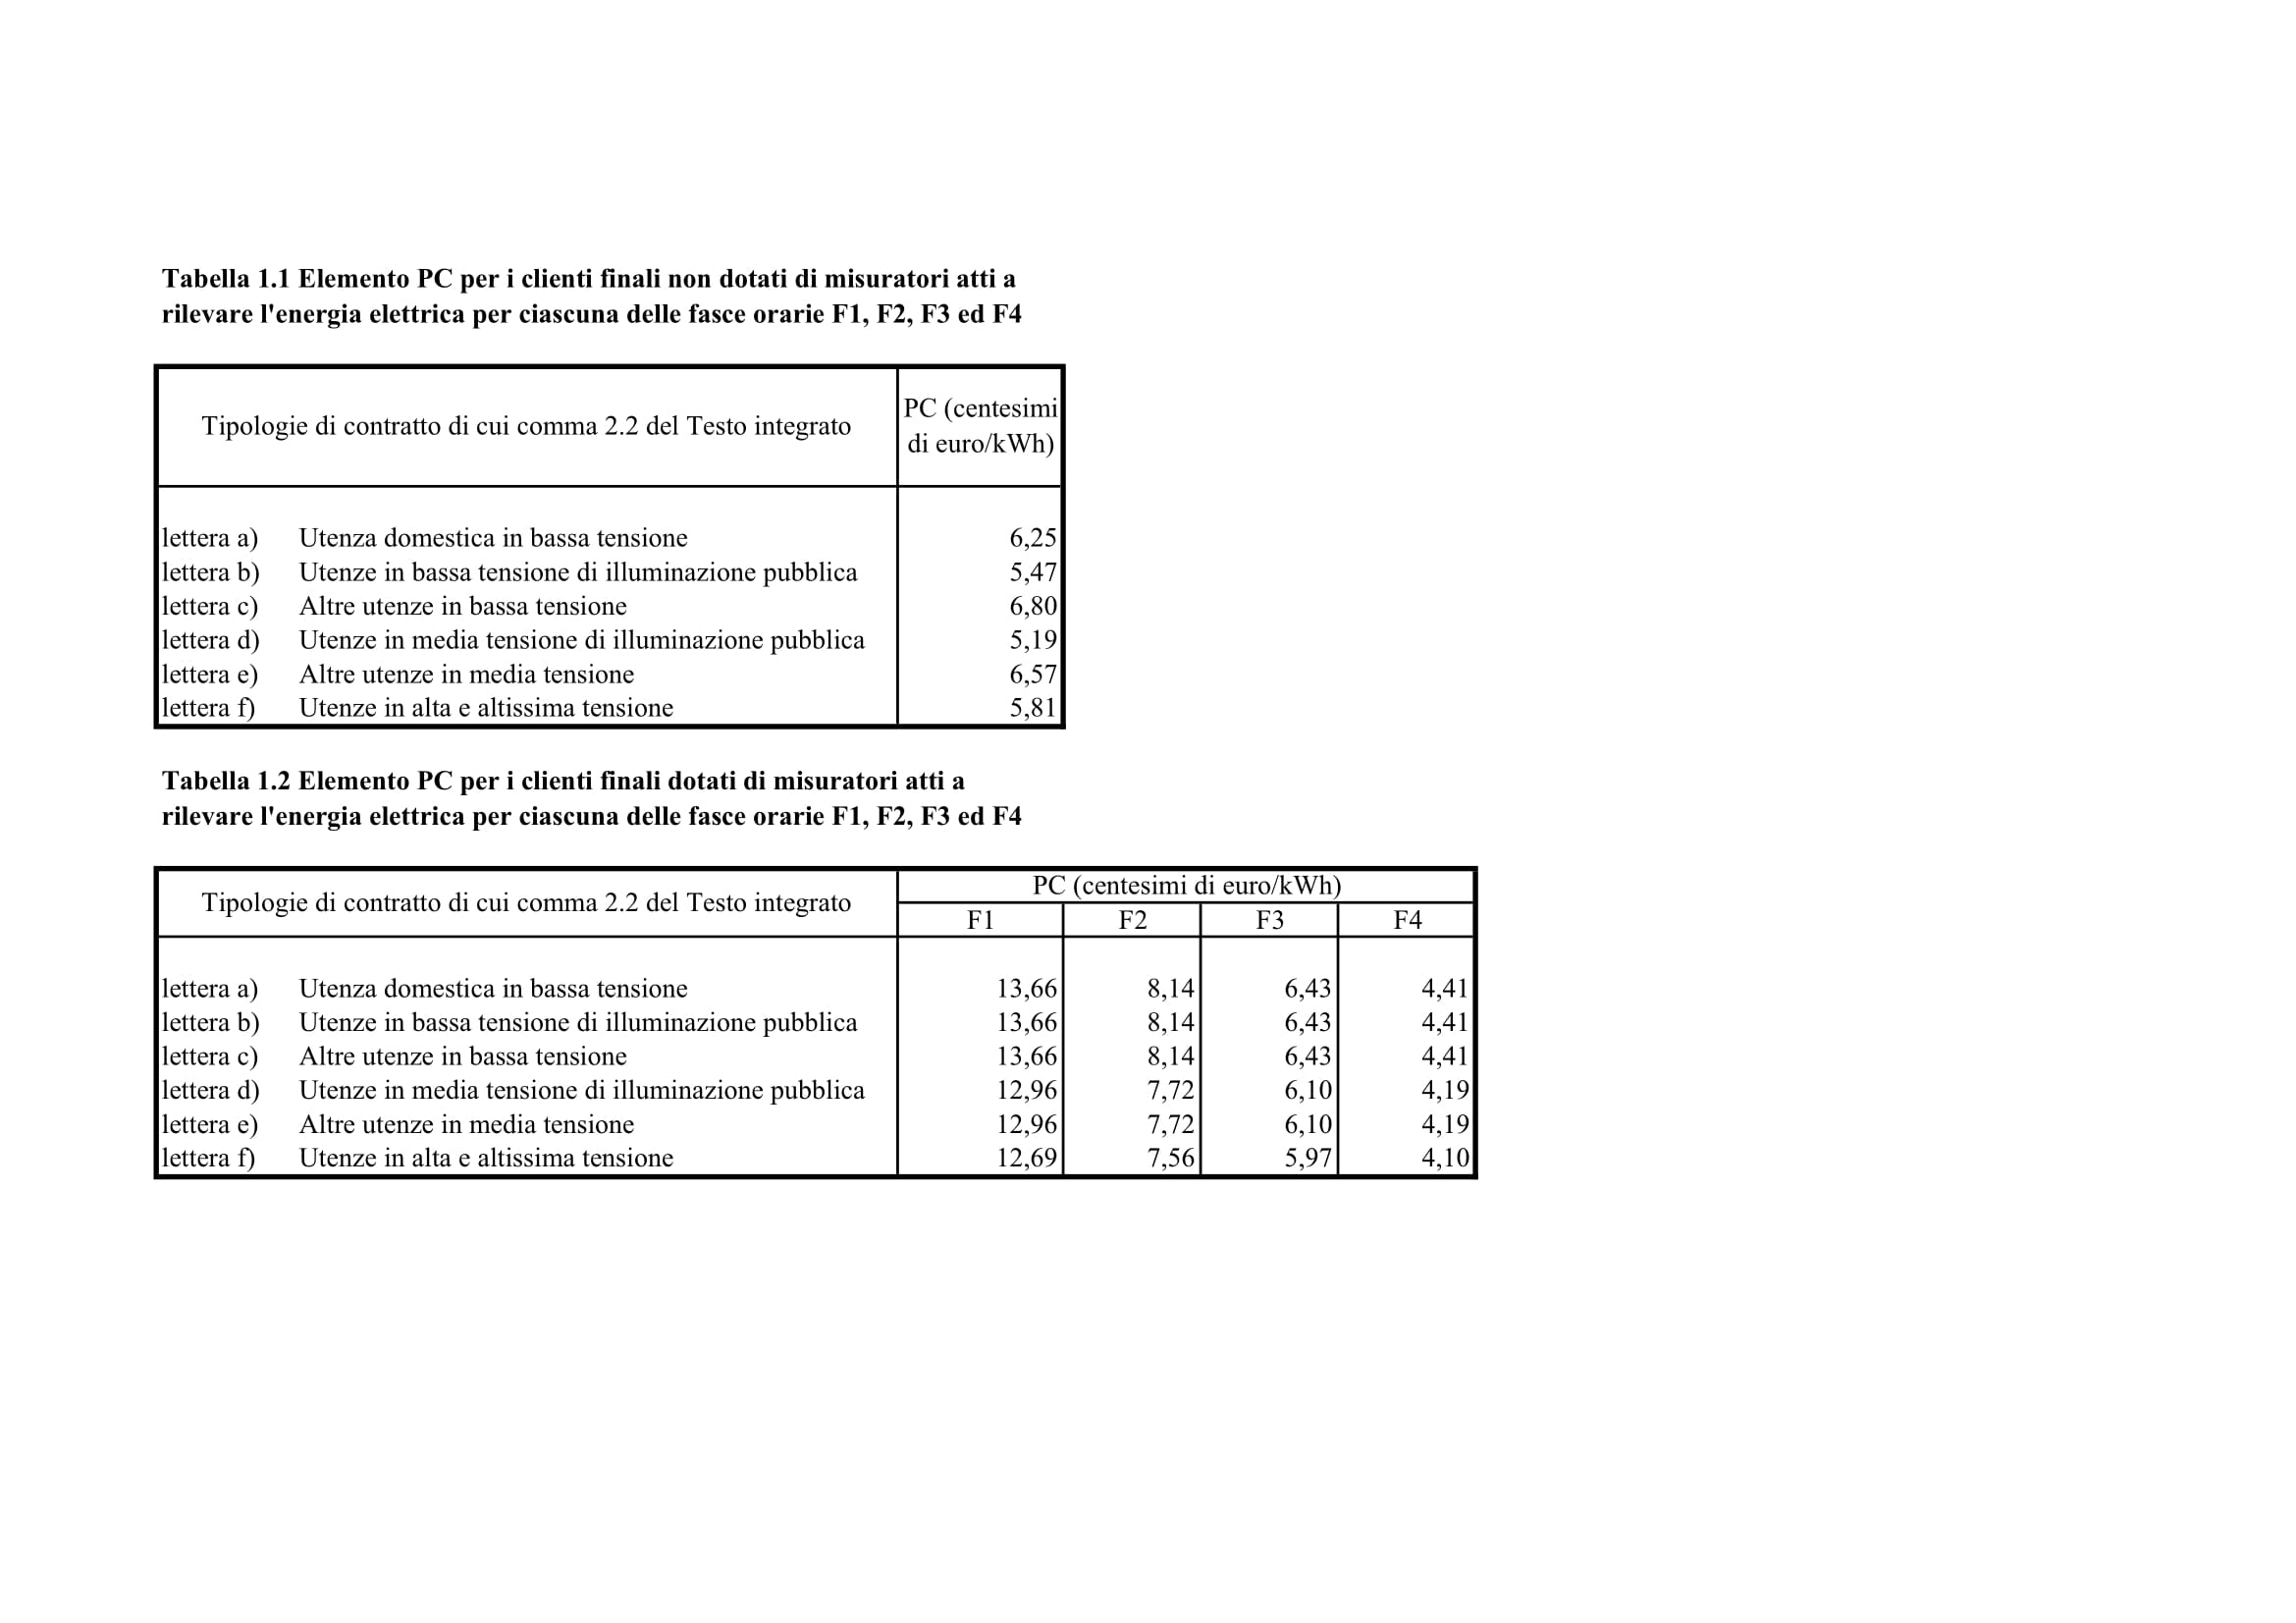 Tabella 1.1 Elemento PC per i clienti finali non dotati di misuratori atti a
rilevare l'energia elettrica per ciascuna delle fasce orarie F1, F2, F3 ed F4
Tipologie di contratto di cui comma 2.2 del Testo integrato
PC (centesimi
di euro/kWh)
lettera a) Utenza domestica in bassa tensione 6,25
lettera b) Utenze in bassa tensione di illuminazione pubblica 5,47
lettera c) Altre utenze in bassa tensione 6,80
lettera d) Utenze in media tensione di illuminazione pubblica 5,19
lettera e) Altre utenze in media tensione 6,57
lettera f) Utenze in alta e altissima tensione 5,81
Tabella 1.2 Elemento PC per i clienti finali dotati di misuratori atti a
rilevare l'energia elettrica per ciascuna delle fasce orarie F1, F2, F3 ed F4
Tipologie di contratto di cui comma 2.2 del Testo integrato
PC (centesimi di euro/kWh)
F1 F2 F3 F4
lettera a) Utenza domestica in bassa tensione 13,66 8,14 6,43 4,41
lettera b) Utenze in bassa tensione di illuminazione pubblica 13,66 8,14 6,43 4,41
lettera c) Altre utenze in bassa tensione 13,66 8,14 6,43 4,41
lettera d) Utenze in media tensione di illuminazione pubblica 12,96 7,72 6,10 4,19
lettera e) Altre utenze in media tensione 12,96 7,72 6,10 4,19
lettera f) Utenze in alta e altissima tensione 12,69 7,56 5,97 4,10